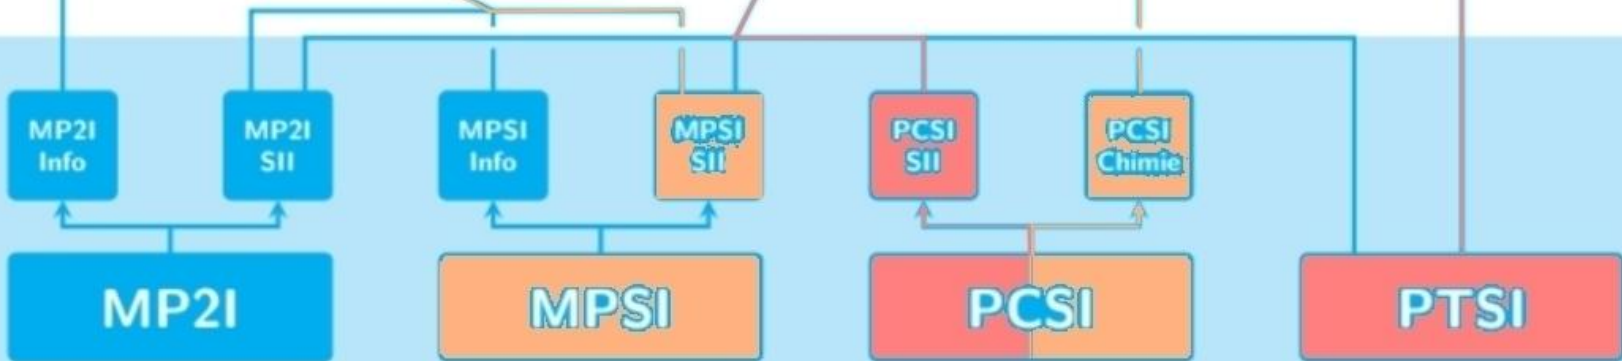 MP2I
Info
MP2I
SII
MPSI
Info
MPSI
SII
PCSI
SII
PCSI
Chimie
MP2I
MPSI
PCSI
PTSI